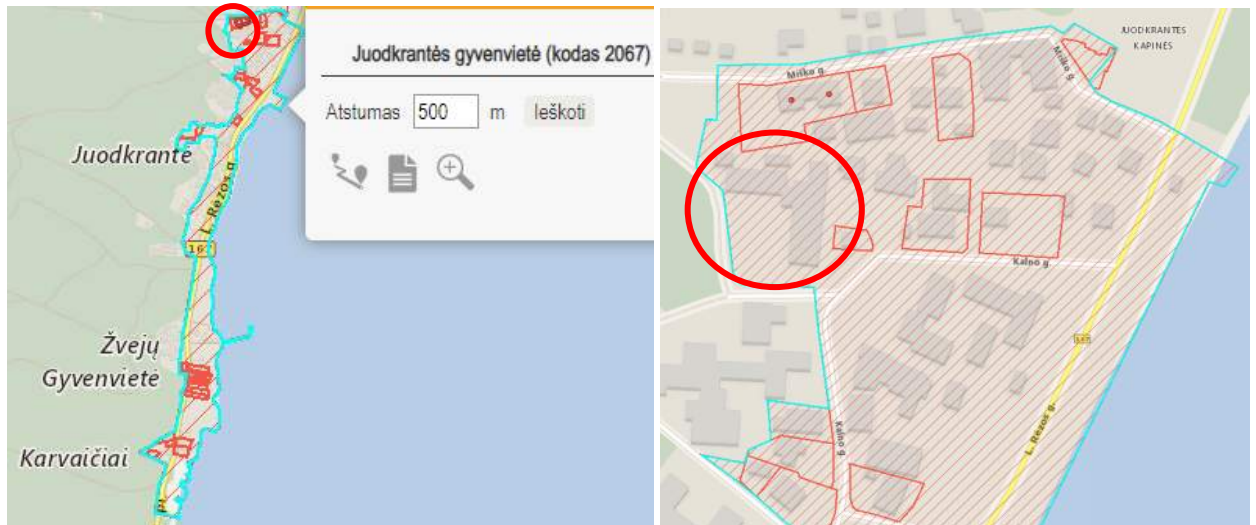 Juodkrantės gyvenvietė (kodas 2067)
Atstumas 500 m Ieškoti
Juodkrantė
L. Rėzos g.
167
Žvejų
Gyvenvietė
Karvaičiai
JUODKRANTĖS
KAPINĖS
Miško g.
Miško g.
Kalno g.
167
Kalno g.
L. Rėzos g.